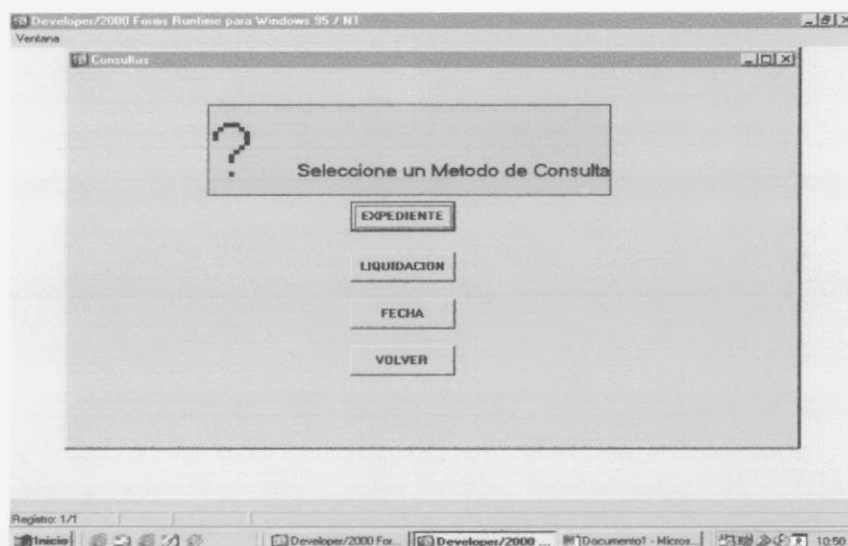 Developer/2000 Forms Runtime para Windows 95 / NT
Ventana
Consultas
?
Seleccione un Metodo de Consulta
EXPEDIENTE
LIQUIDACION
FECHA
VOLVER
Registro: 1/1
Inicio Developer/2000 For... Developer/2000 ... Documento1 - Micros... 10:50